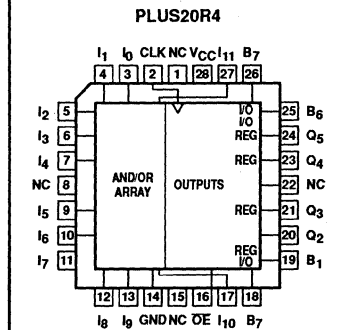 PLUS20R4
I1 I0 CLK NC VCC I11 B7
4 3 2 1 28 27 26
I2 5 I/O 25 B6
I/O
I3 6 REG 24 Q5
I4 7 REG 23 Q4
NC 8 AND/OR ARRAY OUTPUTS 22 NC
I5 9 REG 21 Q3
I6 10 20 Q2
REG
I7 11 I/O 19 B1
12 13 14 15 16 17 18
I8 I9 GND NC OE I10 B7